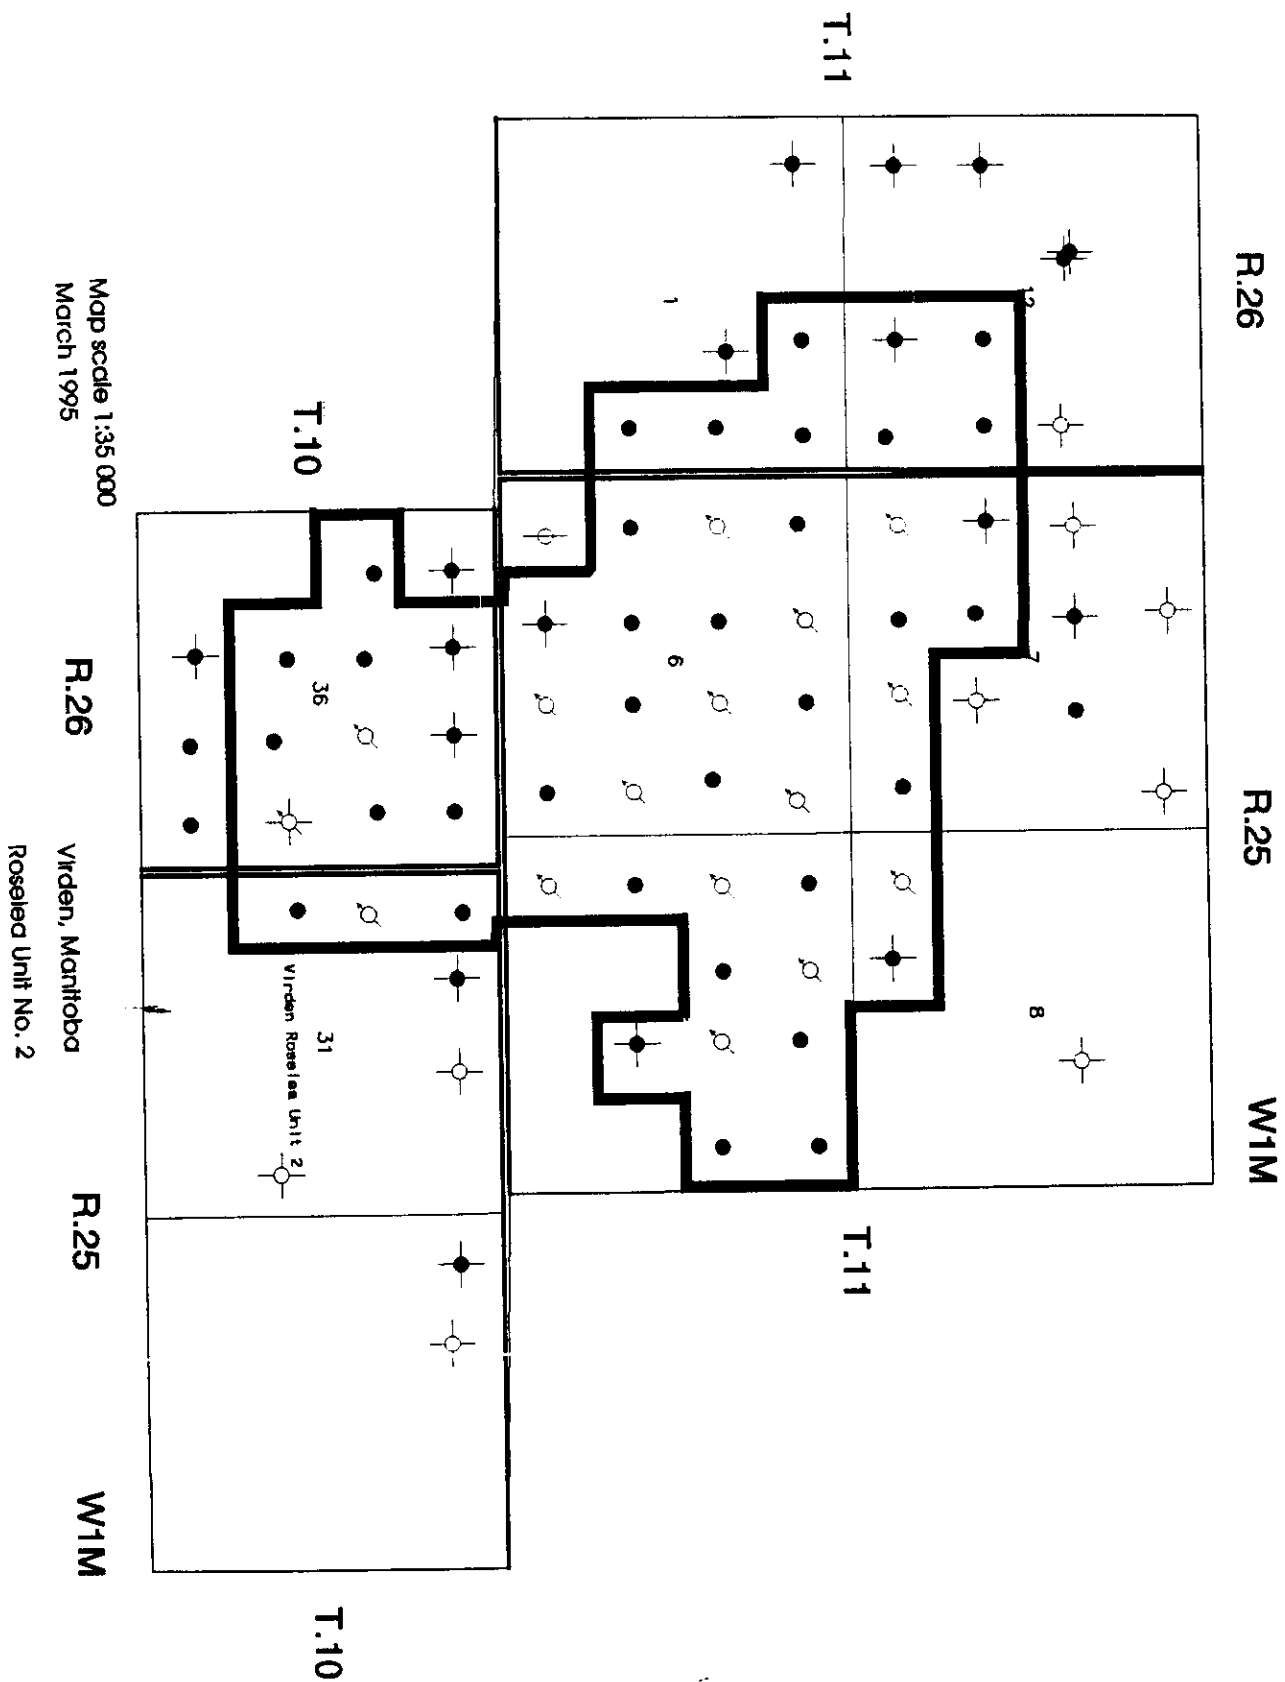 R.26
R.25
W1M
T.11
T.11
12
7
8
1
6
T.10
T.10
36
31
Virden Roselea Unit 2
R.26
R.25
W1M
Map scale 1:35 000
March 1995
Virden, Manitoba
Roselea Unit No. 2